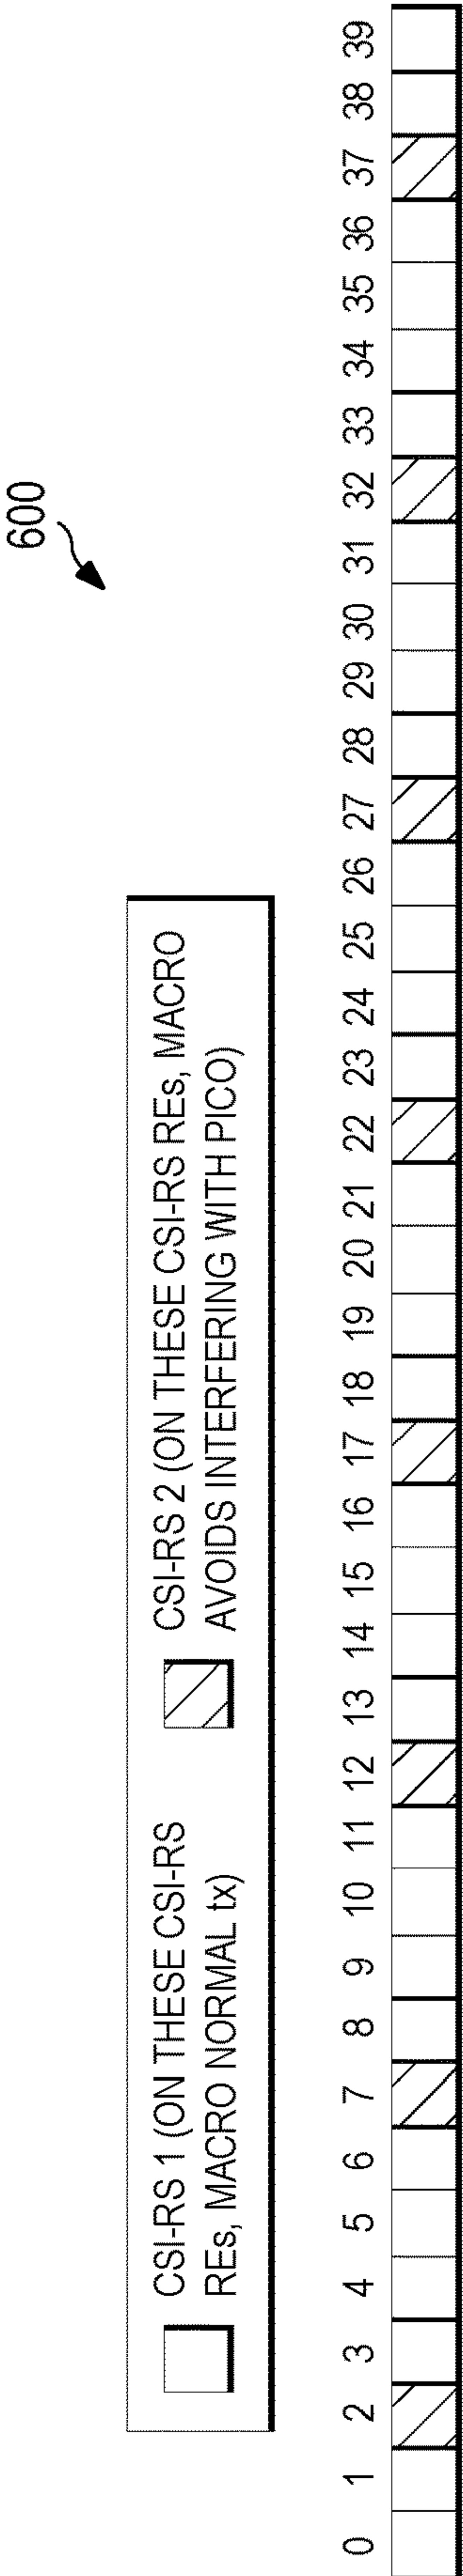 600
CSI-RS 1 (ON THESE CSI-RS
REs, MACRO NORMAL tx)
CSI-RS 2 (ON THESE CSI-RS REs, MACRO
AVOIDS INTERFERING WITH PICO)
0 1 2 3 4 5 6 7 8 9 10 11 12 13 14 15 16 17 18 19 20 21 22 23 24 25 26 27 28 29 30 31 32 33 34 35 36 37 38 39